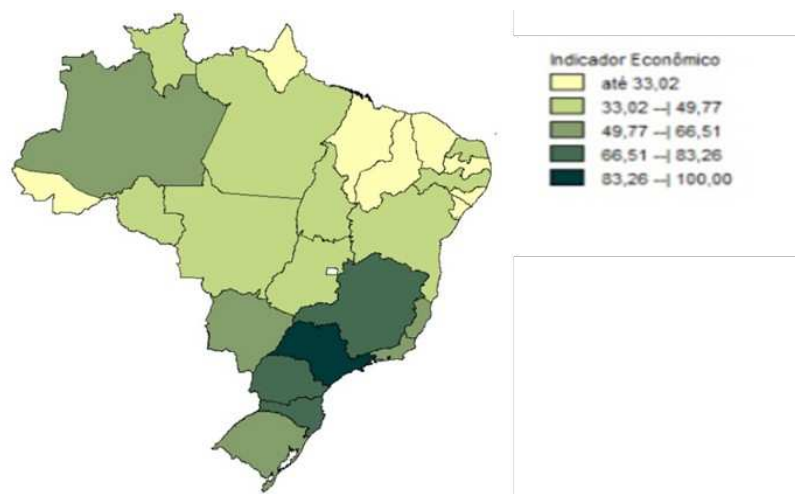 Indicador Econômico
até 33,02
33,02 --| 49,77
49,77 --| 66,51
66,51 --| 83,26
83,26 --| 100,00